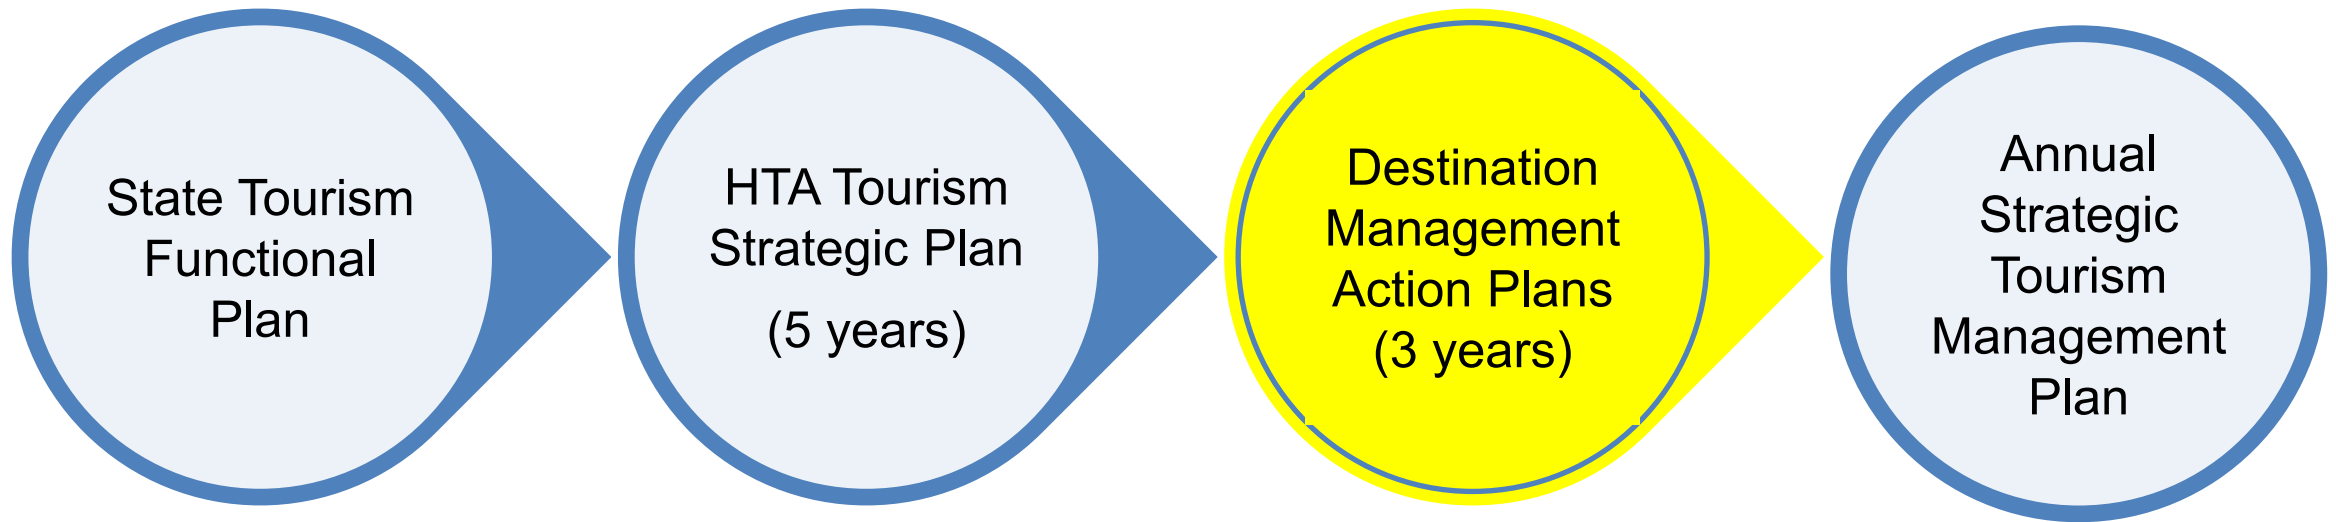 State Tourism
Functional
Plan
HTA Tourism
Strategic Plan
(5 years)
Destination
Management
Action Plans
(3 years)
Annual
Strategic
Tourism
Management
Plan